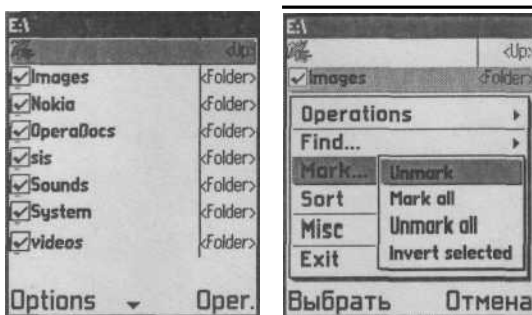 E:\
<Up>
Images <Folder>
Nokia <Folder>
OperaDocs <Folder>
sis <Folder>
Sounds <Folder>
System <Folder>
videos <Folder>
Options Oper.
E:\
<Up>
Images <Folder>
Operations
Find...
Mark...
Sort
Misc
Exit
Unmark
Mark all
Unmark all
Invert selected
Выбрать Отмена